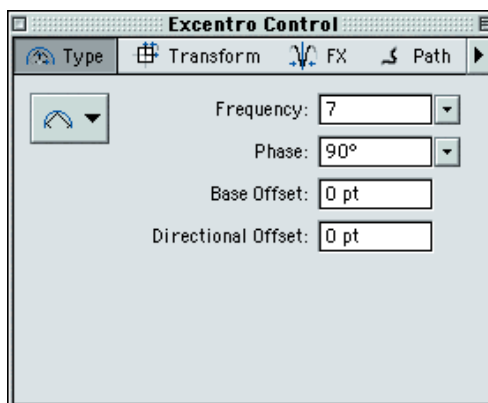 Excentro Control
Type Transform FX Path
Frequency: 7
Phase: 90°
Base Offset: 0 pt
Directional Offset: 0 pt